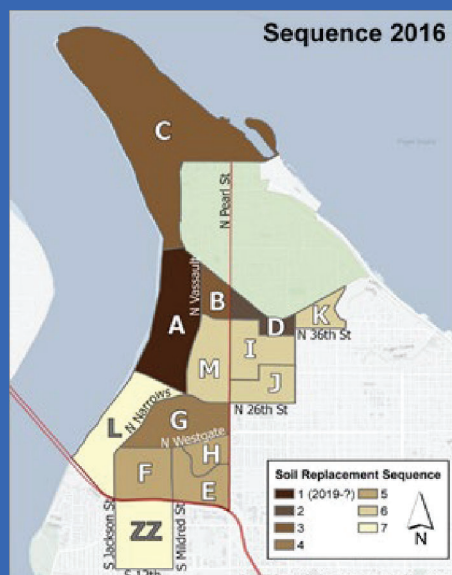 Sequence 2016
C
N Pearl St
N Vassault
B
A
D
K
N 36th St
I
M
J
N Narrows
N 26th St
L
G
N Westgate
H
F
E
S Jackson St
ZZ
S Mildred St
S 12th
Soil Replacement Sequence
1 (2019-?)
2
3
4
5
6
7
N